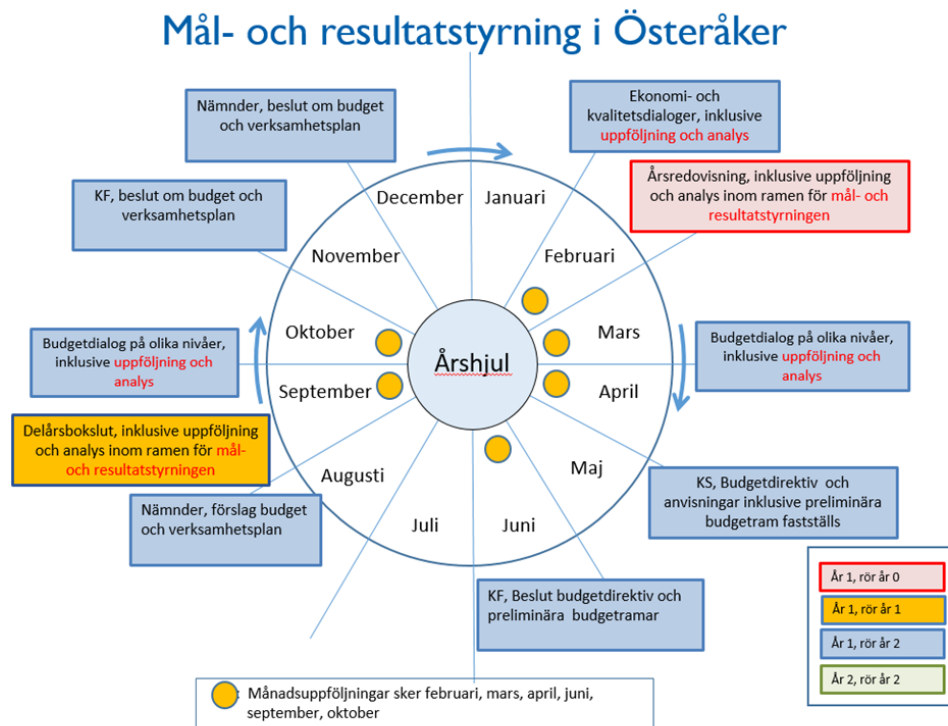 Mål- och resultatstyrning i Österåker
Nämnder, beslut om budget
och verksamhetsplan
Ekonomi- och
kvalitetsdialoger, inklusive
uppföljning och analys
KF, beslut om budget och
verksamhetsplan
Årsredovisning, inklusive uppföljning
och analys inom ramen för mål- och
resultatstyrningen
December
Januari
November
Februari
Oktober
Mars
Årshjul
Budgetdialog på olika nivåer,
inklusive uppföljning och
analys
Budgetdialog på olika nivåer,
inklusive uppföljning och
analys
September
April
Delårsbokslut, inklusive uppföljning
och analys inom ramen för mål-
och resultatstyrningen
Augusti
Maj
Nämnder, förslag budget
och verksamhetsplan
KS, Budgetdirektiv och
anvisningar inklusive preliminära
budgetram fastställs
Juli
Juni
KF, Beslut budgetdirektiv och
preliminära budgetramar
År 1, rör år 0
År 1, rör år 1
År 1, rör år 2
År 2, rör år 2
: Månadsuppföljningar sker februari, mars, april, juni,
september, oktober